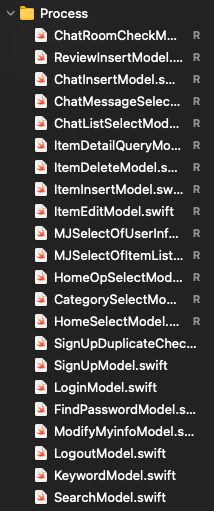 Process
ChatRoomCheckM... R
ReviewInsertModel.... R
ChatInsertModel.s... R
ChatMessageSelec... R
ChatListSelectMod... R
ItemDetailQueryMo... R
ItemDeleteModel.s... R
ItemInsertModel.sw... R
ItemEditModel.swift R
MJSelectOfUserInf... R
MJSelectOfItemList... R
HomeOpSelectMod... R
CategorySelectMo... R
HomeSelectModel.... R
SignUpDuplicateChec...
SignUpModel.swift
LoginModel.swift
FindPasswordModel.s...
ModifyMyinfoModel.s...
LogoutModel.swift
KeywordModel.swift
SearchModel.swift